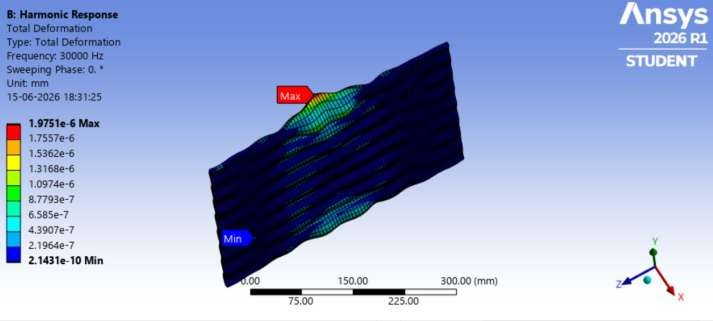 B: Harmonic Response
Total Deformation
Type: Total Deformation
Frequency: 30000 Hz
Sweeping Phase: 0. °
Unit: mm
15-06-2026 18:31:25
1.9751e-6 Max
1.7557e-6
1.5362e-6
1.3168e-6
1.0974e-6
8.7793e-7
6.585e-7
4.3907e-7
2.1964e-7
2.1431e-10 Min
Max
Min
0.00 150.00 300.00 (mm)
75.00 225.00
Ansys
2026 R1
STUDENT
Y
Z
X